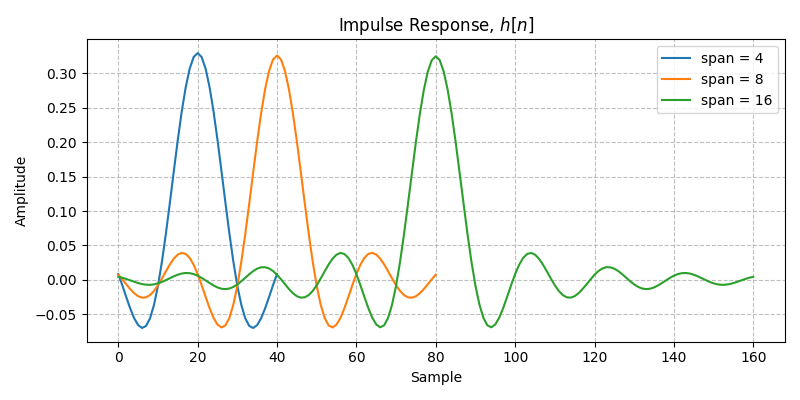 Impulse Response, h[n]
span = 4
span = 8
span = 16
Amplitude
0.30
0.25
0.20
0.15
0.10
0.05
0.00
−0.05
0 20 40 60 80 100 120 140 160
Sample